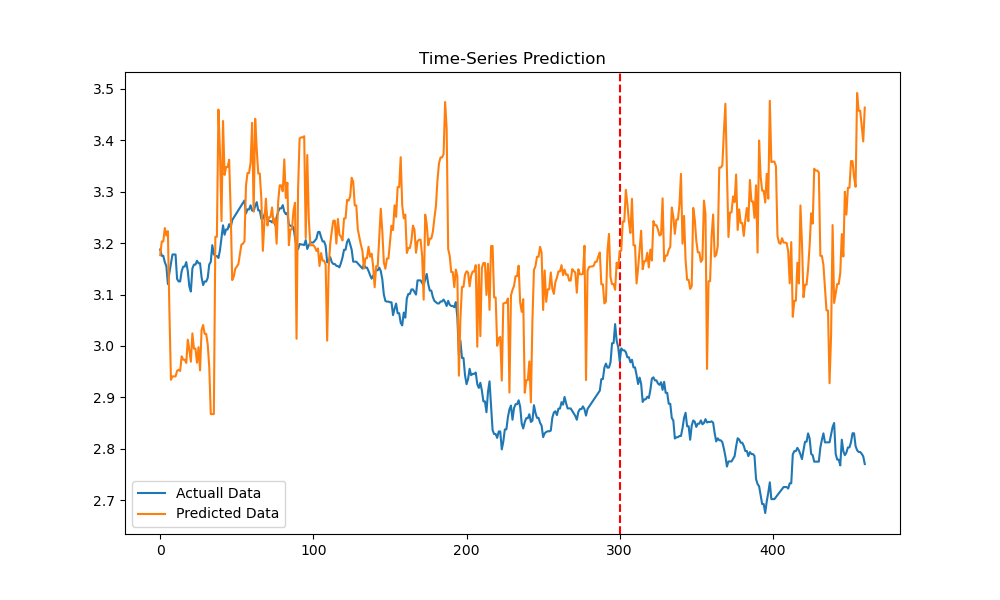 Time-Series Prediction
3.5
3.4
3.3
3.2
3.1
3.0
2.9
2.8
2.7
Actuall Data
Predicted Data
0 100 200 300 400